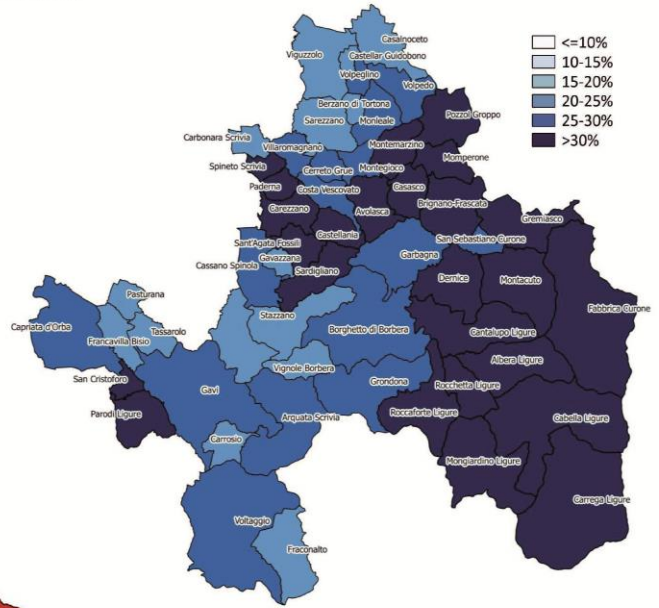 Casalnoceto
Viguzzolo
Castellar Guidobono
Volpeglino
Volpedo
<=10%
10-15%
15-20%
20-25%
25-30%
>30%
Berzano di Tortona
Pozzol Groppo
Sarezzano
Monleale
Carbonara Scrivia
Villaromagnano
Montemarzino
Momperone
Spineto Scrivia
Cerreto Grue
Montegioco
Paderna
Costa Vescovato
Casasco
Carezzano
Avolasca
Brignano-Frascata
Gremiasco
Castellania
San Sebastiano Curone
Sant'Agata Fossili
Garbagna
Gavazzana
Cassano Spinola
Sardigliano
Dernice
Montacuto
Fabbrica Curone
Pasturana
Stazzano
Capriata d'Orba
Tassarolo
Borghetto di Borbera
Cantalupo Ligure
Francavilla Bisio
Albera Ligure
Vignole Borbera
San Cristoforo
Gavi
Grondona
Rocchetta Ligure
Parodi Ligure
Arquata Scrivia
Roccaforte Ligure
Cabella Ligure
Carrosio
Mongiardino Ligure
Carrega Ligure
Voltaggio
Fraconalto